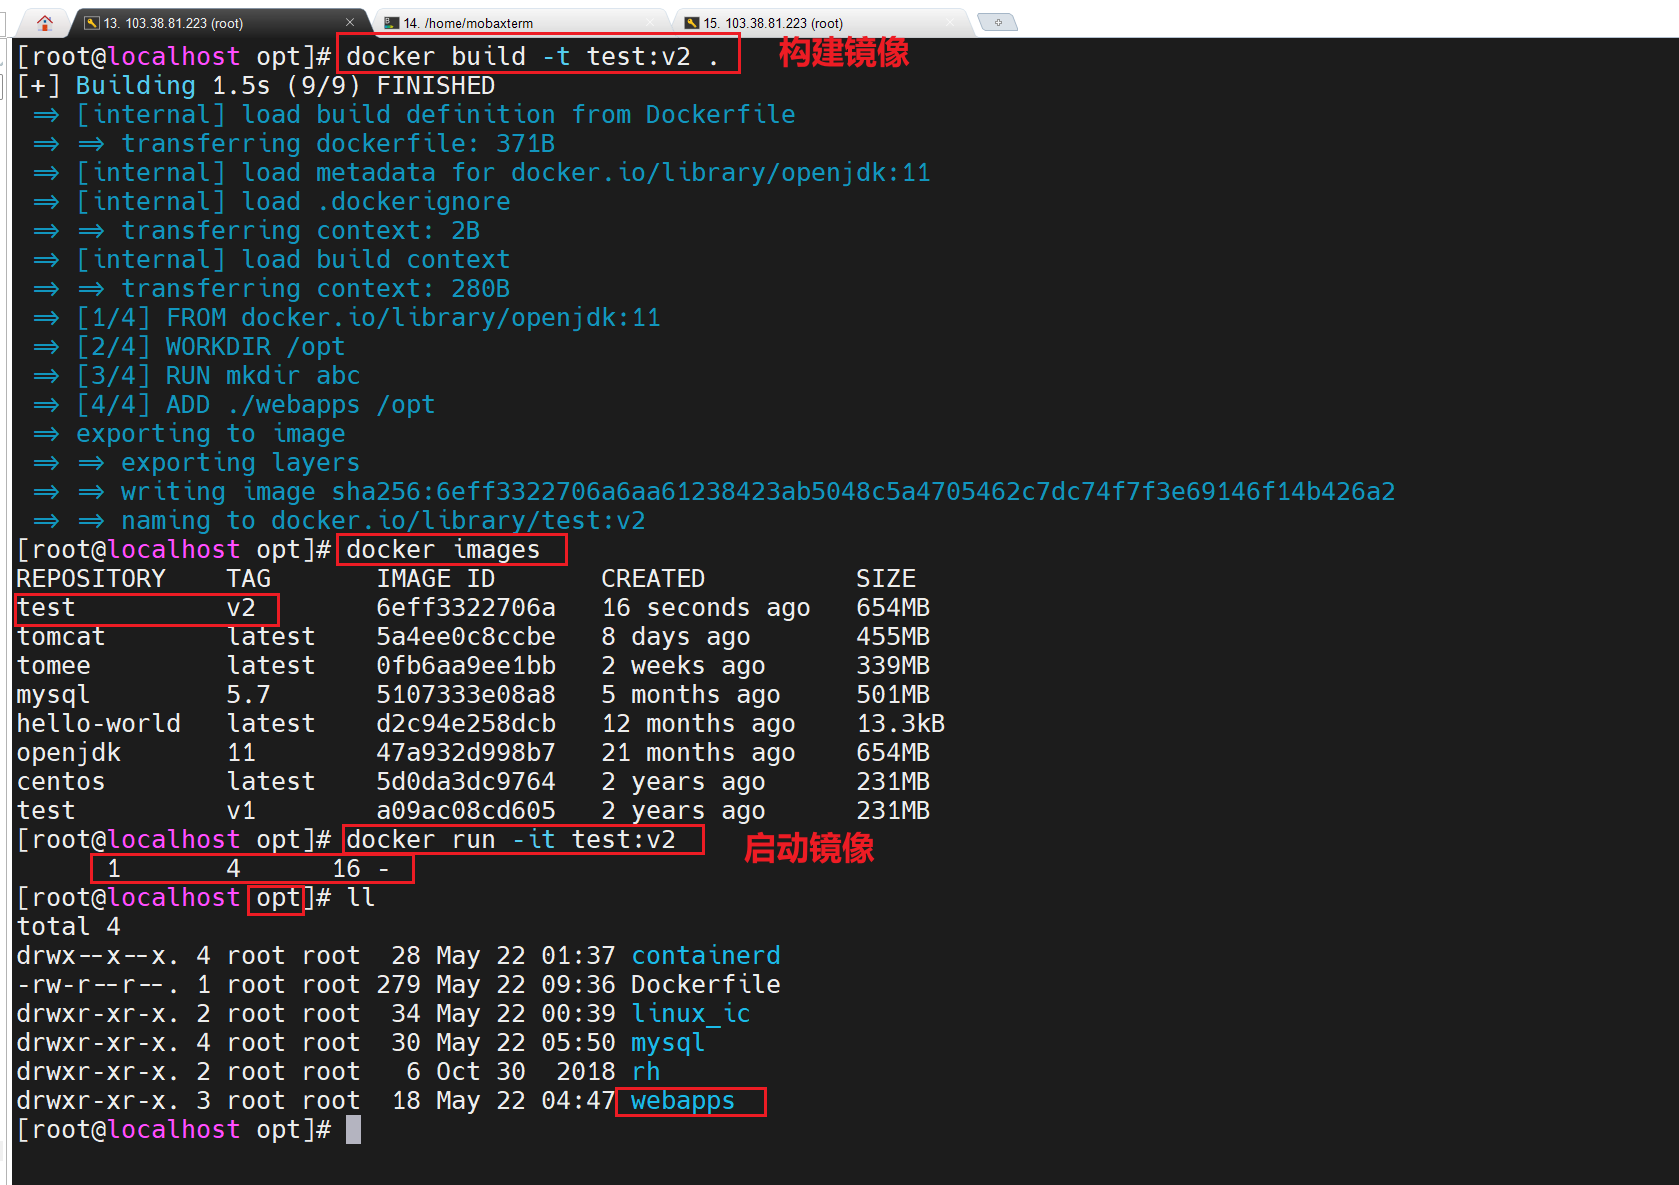 13. 103.38.81.223 (root)
14. /home/mobaxterm
15. 103.38.81.223 (root)
[root@localhost opt]# docker build -t test:v2 . 构建镜像
[+] Building 1.5s (9/9) FINISHED
=> [internal] load build definition from Dockerfile
=> => transferring dockerfile: 371B
=> [internal] load metadata for docker.io/library/openjdk:11
=> [internal] load .dockerignore
=> => transferring context: 2B
=> [internal] load build context
=> => transferring context: 280B
=> [1/4] FROM docker.io/library/openjdk:11
=> [2/4] WORKDIR /opt
=> [3/4] RUN mkdir abc
=> [4/4] ADD ./webapps /opt
=> exporting to image
=> => exporting layers
=> => writing image sha256:6eff3322706a6aa61238423ab5048c5a4705462c7dc74f7f3e69146f14b426a2
=> => naming to docker.io/library/test:v2
[root@localhost opt]# docker images
REPOSITORY TAG IMAGE ID CREATED SIZE
test v2 6eff3322706a 16 seconds ago 654MB
tomcat latest 5a4ee0c8ccbe 8 days ago 455MB
tomee latest 0fb6aa9ee1bb 2 weeks ago 339MB
mysql 5.7 5107333e08a8 5 months ago 501MB
hello-world latest d2c94e258dcb 12 months ago 13.3kB
openjdk 11 47a932d998b7 21 months ago 654MB
centos latest 5d0da3dc9764 2 years ago 231MB
test v1 a09ac08cd605 2 years ago 231MB
[root@localhost opt]# docker run -it test:v2 启动镜像
1 4 16 -
[root@localhost opt]# ll
total 4
drwx--x--x. 4 root root 28 May 22 01:37 containerd
-rw-r--r--. 1 root root 279 May 22 09:36 Dockerfile
drwxr-xr-x. 2 root root 34 May 22 00:39 linux_ic
drwxr-xr-x. 4 root root 30 May 22 05:50 mysql
drwxr-xr-x. 2 root root 6 Oct 30 2018 rh
drwxr-xr-x. 3 root root 18 May 22 04:47 webapps
[root@localhost opt]#